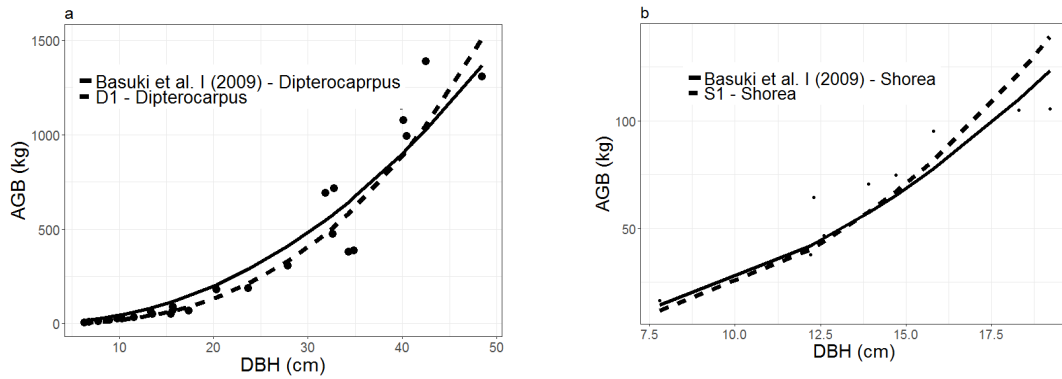 a
1500
1000
500
0
AGB (kg)
Basuki et al. I (2009) - Dipterocaprpus
D1 - Dipterocarpus
10
20
30
40
50
DBH (cm)
b
100
50
AGB (kg)
Basuki et al. I (2009) - Shorea
S1 - Shorea
7.5
10.0
12.5
15.0
17.5
DBH (cm)